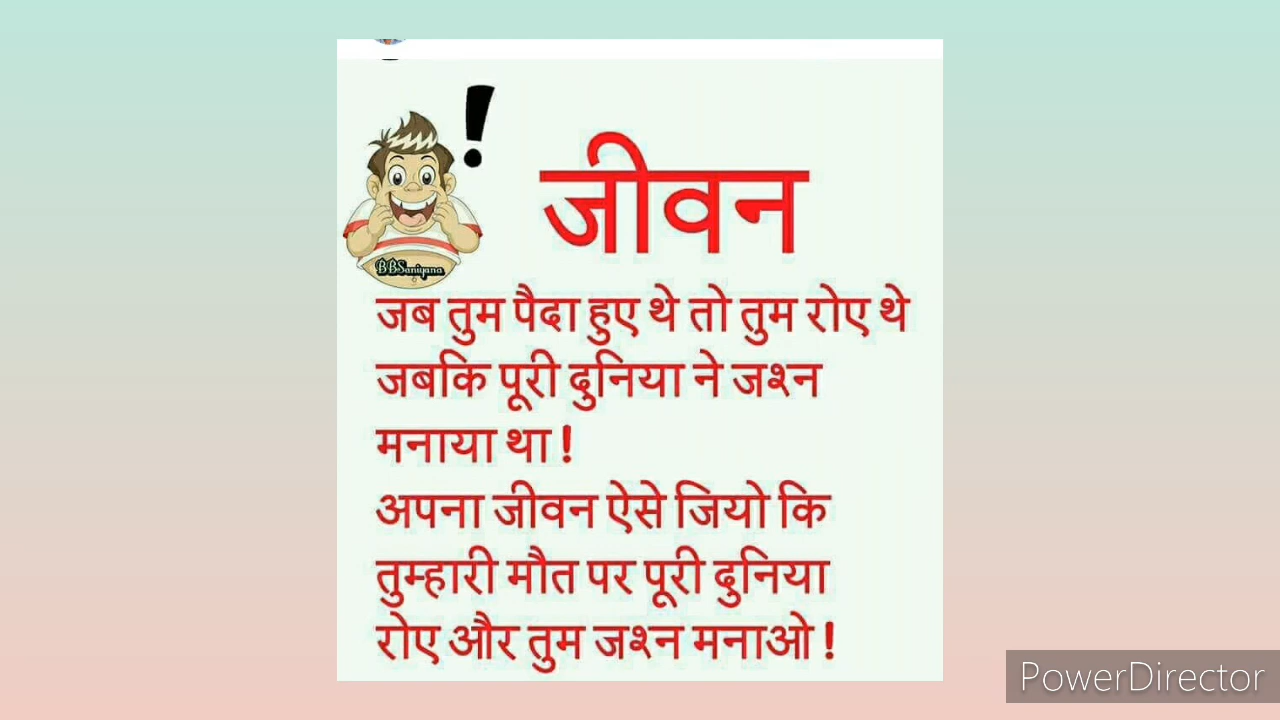 !
जीवन
BBSaniyana
जब तुम पैदा हुए थे तो तुम रोए थे
जबकि पूरी दुनिया ने जश्न
मनाया था !
अपना जीवन ऐसे जियो कि
तुम्हारी मौत पर पूरी दुनिया
रोए और तुम जश्न मनाओ !
PowerDirector